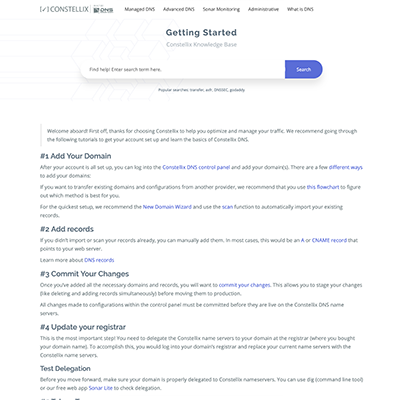 CONSTELLIX DNS Managed DNS Advanced DNS Sonar Monitoring Administrative What is DNS
Getting Started
Constellix Knowledge Base
Find help! Enter search term here. Search
Popular searches: transfer, axfr, DNSSEC, godaddy
Welcome aboard! First off, thanks for choosing Constellix to help you optimize and manage your traffic. We recommend going through
the following tutorials to get your account set up and learn the basics of Constellix DNS.
#1 Add Your Domain
After your account is all set up, you can log into the Constellix DNS control panel and add your domain(s). There are a few different ways
to add your domains:
If you want to transfer existing domains and configurations from another provider, we recommend that you use this flowchart to figure
out which method is best for you.
For the quickest setup, we recommend the New Domain Wizard and use the scan function to automatically import your existing
records.
#2 Add records
If you didn't import or scan your records already, you can manually add them. In most cases, this would be an A or CNAME record that
points to your web server.
Learn more about DNS records
#3 Commit Your Changes
Once you've added all the necessary domains and records, you will want to commit your changes. This allows you to stage your changes
(like deleting and adding records simultaneously) before moving them to production.
All changes made to configurations within the control panel must be committed before they are live on the Constellix DNS name
servers.
#4 Update your registrar
This is the most important step! You need to delegate the Constellix name servers to your domain at the registrar (where you bought
your domain name). To accomplish this, you would log into your domain's registrar and replace your current name servers with the
Constellix name servers.
Test Delegation
Before you move forward, make sure your domain is properly delegated to Constellix nameservers. You can use dig (command line tool)
or our free web app Sonar Lite to check delegation.